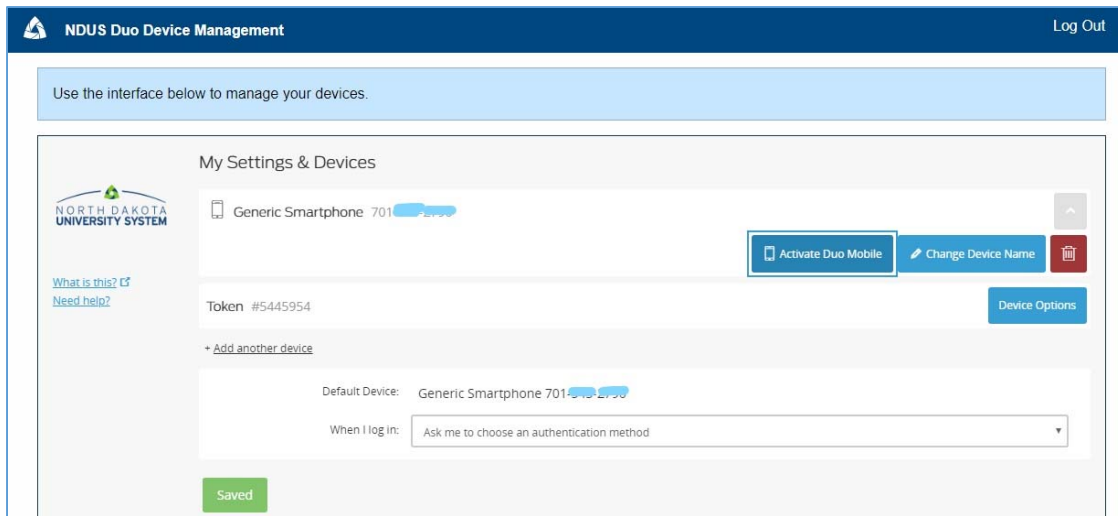 NDUS Duo Device Management
Log Out
Use the interface below to manage your devices.
My Settings & Devices
NORTH DAKOTA
UNIVERSITY SYSTEM
Generic Smartphone 701
Activate Duo Mobile
Change Device Name
What is this?
Need help?
Token #5445954
Device Options
+ Add another device
Default Device: Generic Smartphone 701-
When I log in: Ask me to choose an authentication method
Saved